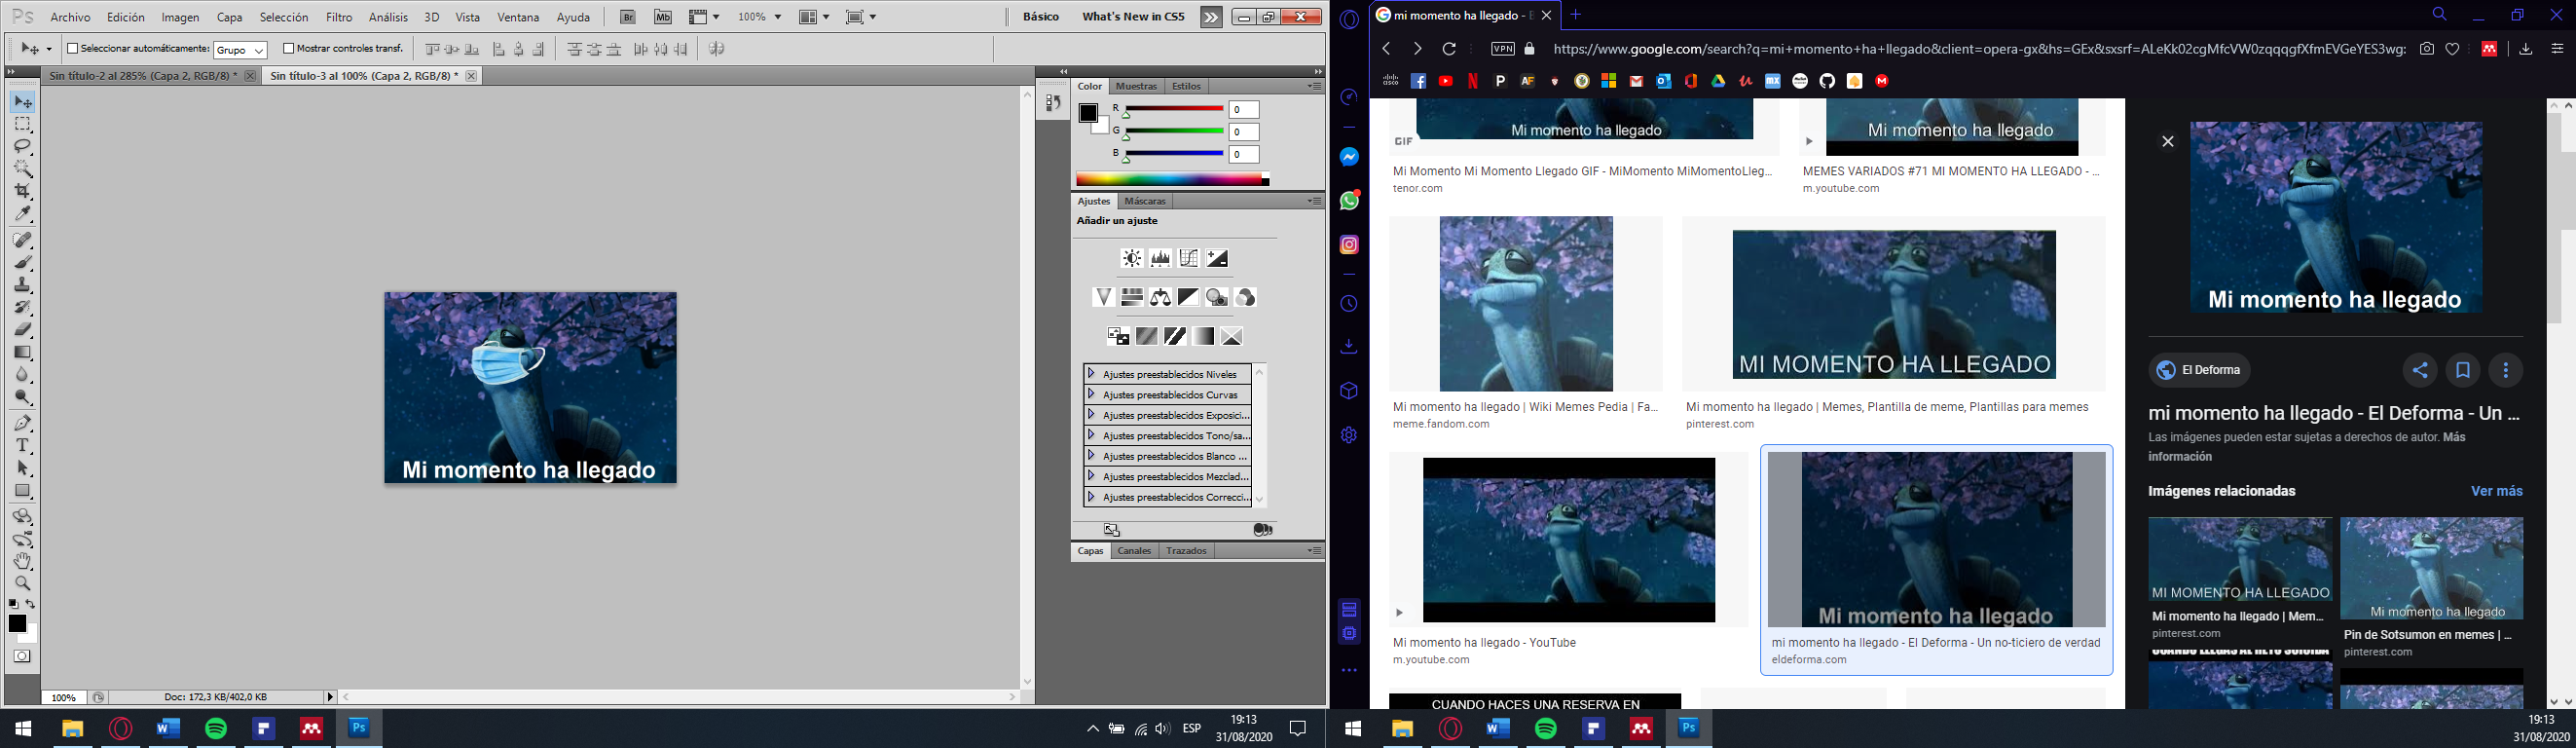 Ps Archivo Edición Imagen Capa Selección Filtro Análisis 3D Vista Ventana Ayuda Br Mb 100% Básico What's New in CS5
Seleccionar automáticamente: Grupo Mostrar controles transf.
Sin título-2 al 285% (Capa 2, RGB/8) * Sin título-3 al 100% (Capa 2, RGB/8) *
Mi momento ha llegado
Color Muestras Estilos
R 0
G 0
B 0
Ajustes Máscaras
Añadir un ajuste
Ajustes preestablecidos Niveles
Ajustes preestablecidos Curvas
Ajustes preestablecidos Exposici...
Ajustes preestablecidos Tono/sa...
Ajustes preestablecidos Blanco ...
Ajustes preestablecidos Mezclad...
Ajustes preestablecidos Correcci...
Capas Canales Trazados
100% Doc: 172,3 KB/402,0 KB
ESP 19:13
31/08/2020
mi momento ha llegado - B
VPN https://www.google.com/search?q=mi+momento+ha+llegado&client=opera-gx&hs=GEx&sxsrf=ALeKk02cgMfcVW0zqqqgfXfmEVGeYES3wg:
Mi momento ha llegado
GIF
Mi Momento Mi Momento Llegado GIF - MiMomento MiMomentoLleg...
tenor.com
Mi momento ha llegado
MEMES VARIADOS #71 MI MOMENTO HA LLEGADO - ...
m.youtube.com
Mi momento ha llegado | Wiki Memes Pedia | Fa...
meme.fandom.com
MI MOMENTO HA LLEGADO
Mi momento ha llegado | Memes, Plantilla de meme, Plantillas para memes
pinterest.com
Mi momento ha llegado - YouTube
m.youtube.com
Mi momento ha llegado
mi momento ha llegado - El Deforma - Un no-ticiero de verdad
eldeforma.com
CUANDO HACES UNA RESERVA EN
Mi momento ha llegado
El Deforma
mi momento ha llegado - El Deforma - Un ...
Las imágenes pueden estar sujetas a derechos de autor. Más
información
Imágenes relacionadas Ver más
MI MOMENTO HA LLEGADO
Mi momento ha llegado | Mem...
pinterest.com
Mi momento ha llegado
Pin de Sotsumon en memes | ...
pinterest.com
19:13
31/08/2020